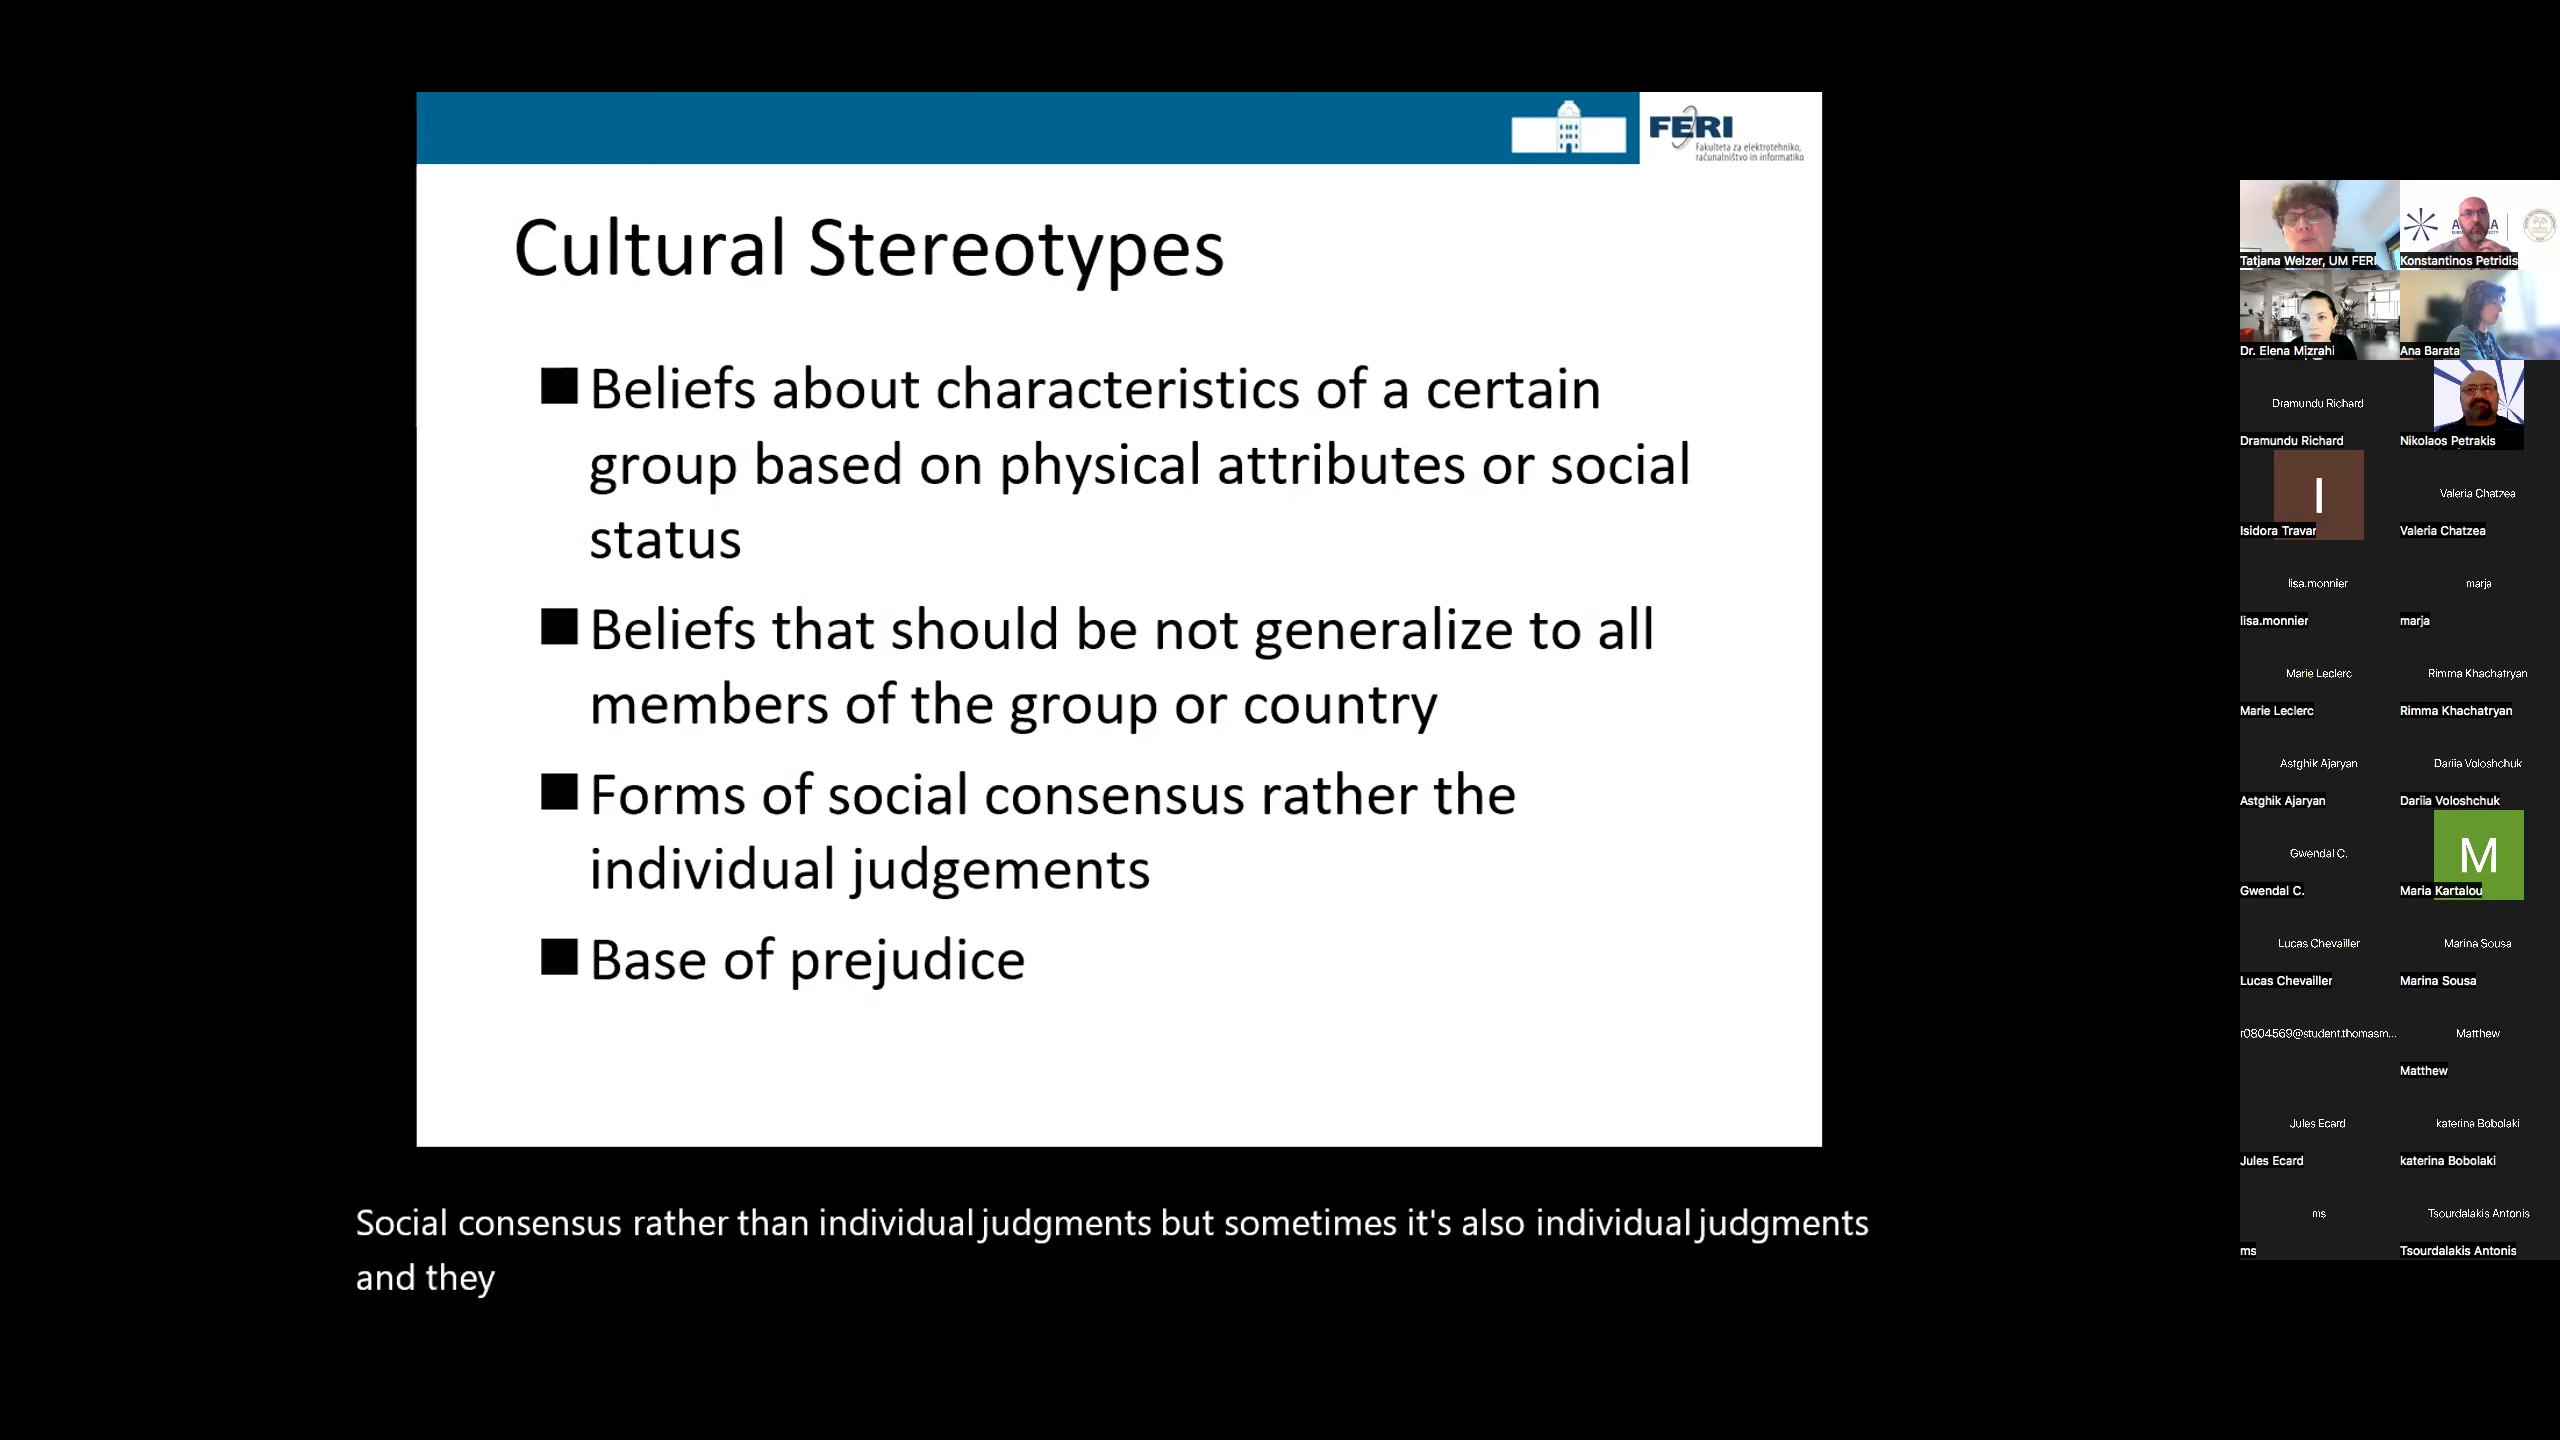 FERI
Fakulteta za elektrotehniko,
računalništvo in informatiko
Cultural Stereotypes
Beliefs about characteristics of a certain
group based on physical attributes or social
status
Beliefs that should be not generalize to all
members of the group or country
Forms of social consensus rather the
individual judgements
Base of prejudice
Social consensus rather than individual judgments but sometimes it's also individual judgments
and they
Tatjana Welzer, UM FERI
Konstantinos Petridis
Dr. Elena Mizrahi
Ana Barata
Dramundu Richard
Dramundu Richard
Nikolaos Petrakis
I
Isidora Travar
Valeria Chatzea
Valeria Chatzea
lisa.monnier
lisa.monnier
marja
marja
Marie Leclerc
Marie Leclerc
Rimma Khachatryan
Rimma Khachatryan
Astghik Ajaryan
Astghik Ajaryan
Dariia Voloshchuk
Dariia Voloshchuk
Gwendal C.
Gwendal C.
M
Maria Kartalou
Lucas Chevailler
Lucas Chevailler
Marina Sousa
Marina Sousa
r0804569@student.thomasm...
Matthew
Matthew
Jules Ecard
Jules Ecard
katerina Bobolaki
katerina Bobolaki
ms
ms
Tsourdalakis Antonis
Tsourdalakis Antonis